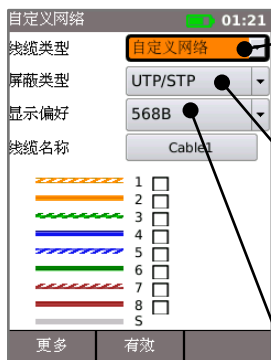 自定义网络 01:21
线缆类型 自定义网络
屏蔽类型 UTP/STP
显示偏好 568B
线缆名称 Cable1
1
2
3
4
5
6
7
8
S
更多 有效